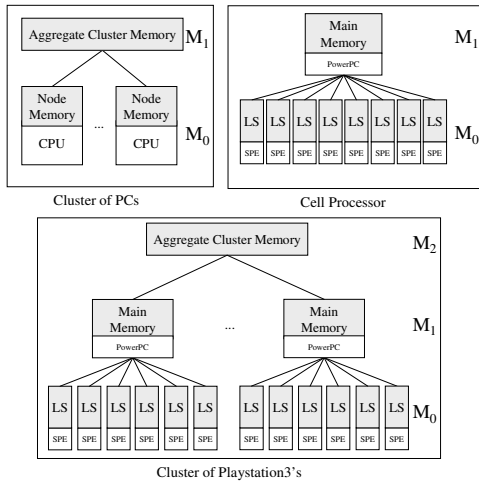 Aggregate Cluster Memory
M1
Node
Memory
CPU
...
Node
Memory
CPU
M0
Cluster of PCs
Main
Memory
PowerPC
M1
LS LS LS LS LS LS LS LS
SPE SPE SPE SPE SPE SPE SPE SPE
M0
Cell Processor
Aggregate Cluster Memory
M2
Main
Memory
PowerPC
...
Main
Memory
PowerPC
M1
LS LS LS LS LS LS
SPE SPE SPE SPE SPE SPE
LS LS LS LS LS LS
SPE SPE SPE SPE SPE SPE
M0
Cluster of Playstation3's